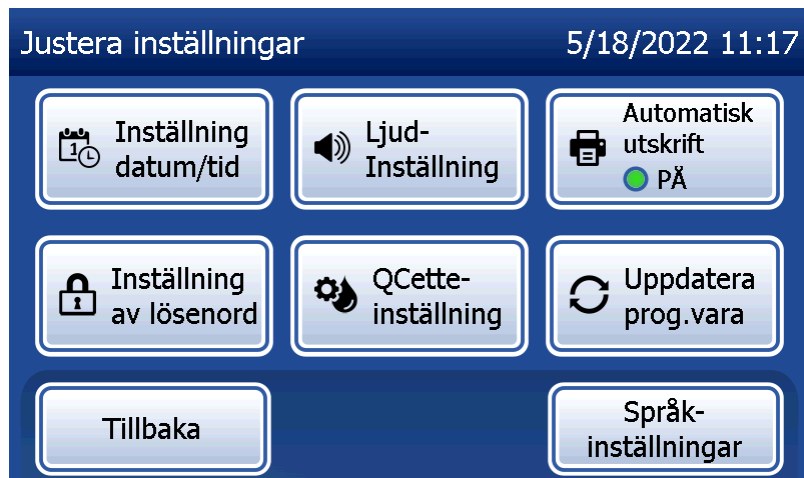 Justera inställningar 5/18/2022 11:17
Inställning
datum/tid
Ljud-
Inställning
Automatisk
utskrift
PÄ
Inställning
av lösenord
QCette-
inställning
Uppdatera
prog.vara
Tillbaka
Språk-
inställningar